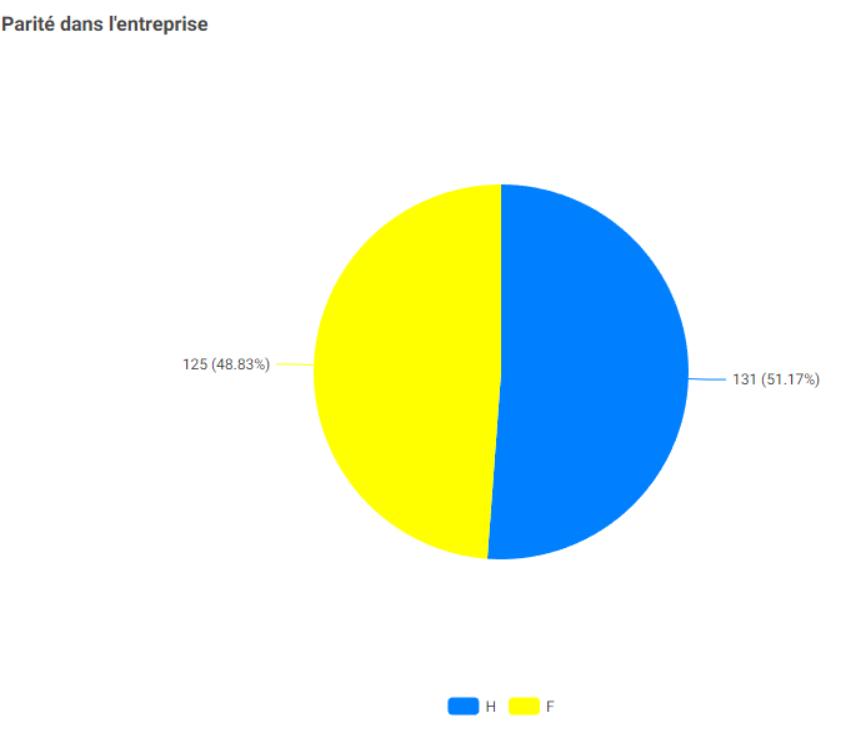 Parité dans l'entreprise
125 (48.83%)
131 (51.17%)
H F